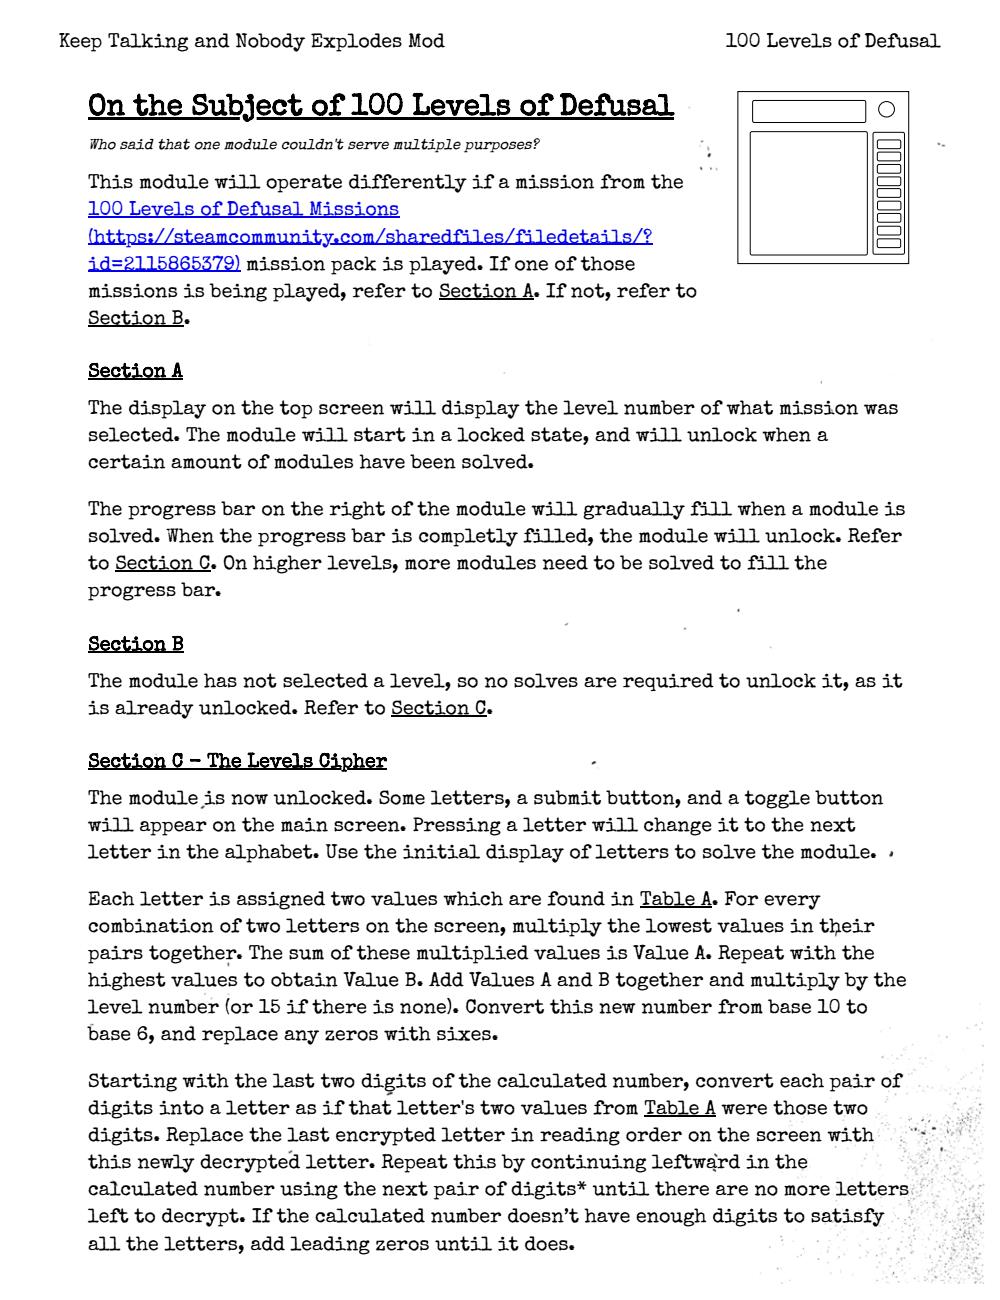 Keep Talking and Nobody Explodes Mod
100 Levels of Defusal
On the Subject of 100 Levels of Defusal
Who said that one module couldn't serve multiple purposes?
This module will operate differently if a mission from the
100 Levels of Defusal Missions
(https://steamcommunity.com/sharedfiles/filedetails/?
id=2115865379) mission pack is played. If one of those
missions is being played, refer to Section A. If not, refer to
Section B.
Section A
The display on the top screen will display the level number of what mission was
selected. The module will start in a locked state, and will unlock when a
certain amount of modules have been solved.
The progress bar on the right of the module will gradually fill when a module is
solved. When the progress bar is completly filled, the module will unlock. Refer
to Section C. On higher levels, more modules need to be solved to fill the
progress bar.
Section B
The module has not selected a level, so no solves are required to unlock it, as it
is already unlocked. Refer to Section C.
Section C - The Levels Cipher
The module is now unlocked. Some letters, a submit button, and a toggle button
will appear on the main screen. Pressing a letter will change it to the next
letter in the alphabet. Use the initial display of letters to solve the module.
Each letter is assigned two values which are found in Table A. For every
combination of two letters on the screen, multiply the lowest values in their
pairs together. The sum of these multiplied values is Value A. Repeat with the
highest values to obtain Value B. Add Values A and B together and multiply by the
level number (or 15 if there is none). Convert this new number from base 10 to
base 6, and replace any zeros with sixes.
Starting with the last two digits of the calculated number, convert each pair of
digits into a letter as if that letter's two values from Table A were those two
digits. Replace the last encrypted letter in reading order on the screen with
this newly decrypted letter. Repeat this by continuing leftward in the
calculated number using the next pair of digits* until there are no more letters
left to decrypt. If the calculated number doesn't have enough digits to satisfy
all the letters, add leading zeros until it does.